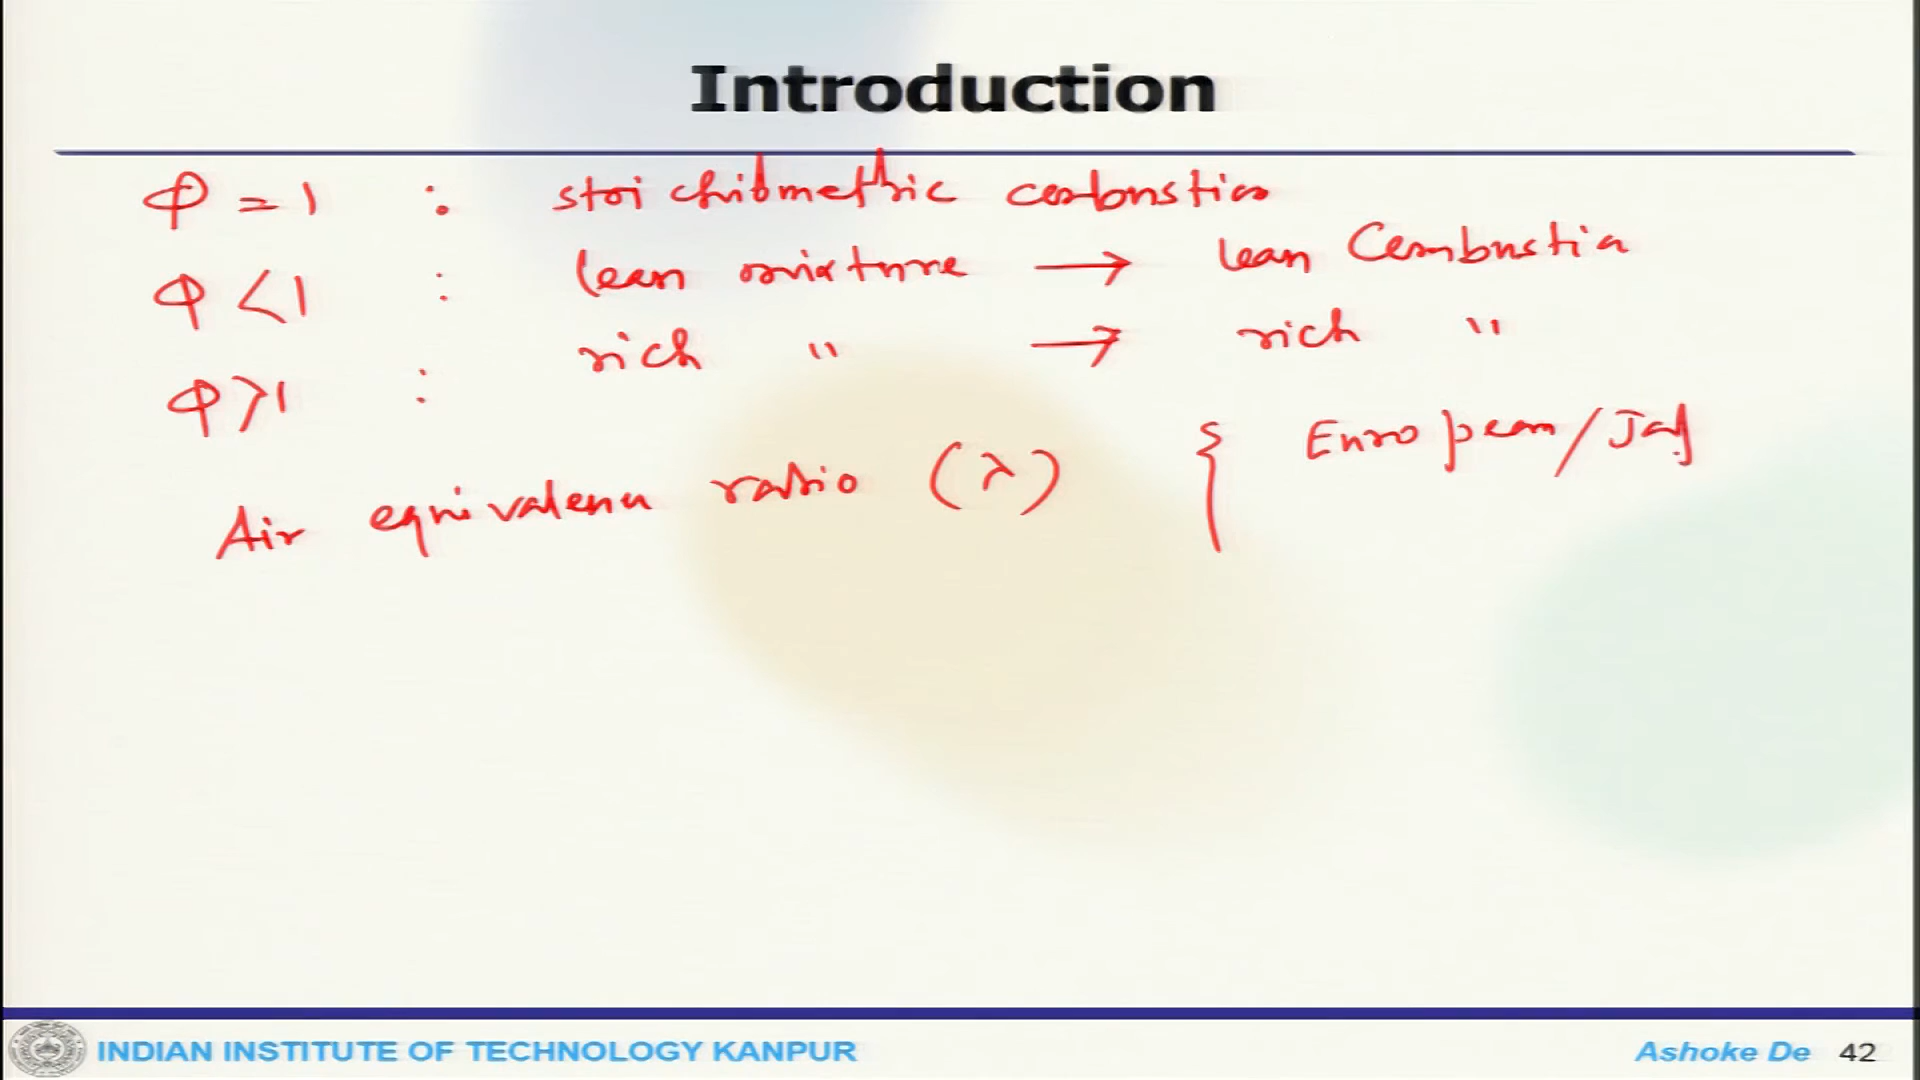 Introduction
Φ = 1 : stoichiometric combustion
Φ < 1 : lean mixture → lean Combustion
Φ > 1 : rich " → rich "
Air equivalence ratio (λ) { European / Jap
INDIAN INSTITUTE OF TECHNOLOGY KANPUR
Ashoke De 42